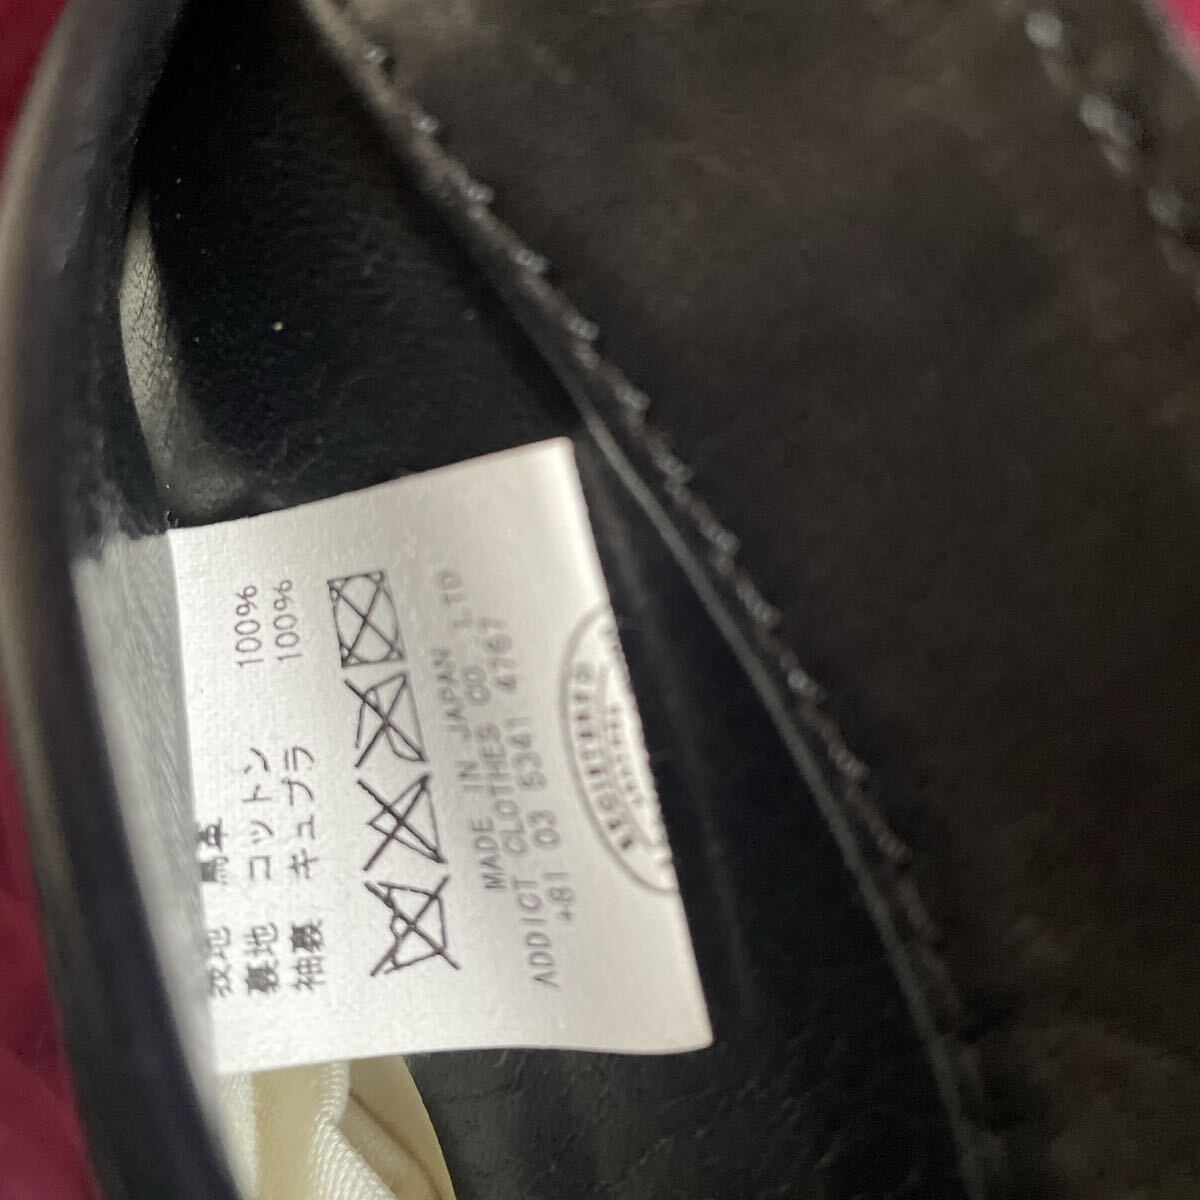 表地 馬革
裏地 コットン 100%
袖裏 キュプラ 100%
MADE IN JAPAN
ADDICT CLOTHES CO.,LTD
+81 03 5341 4767
REGISTERED